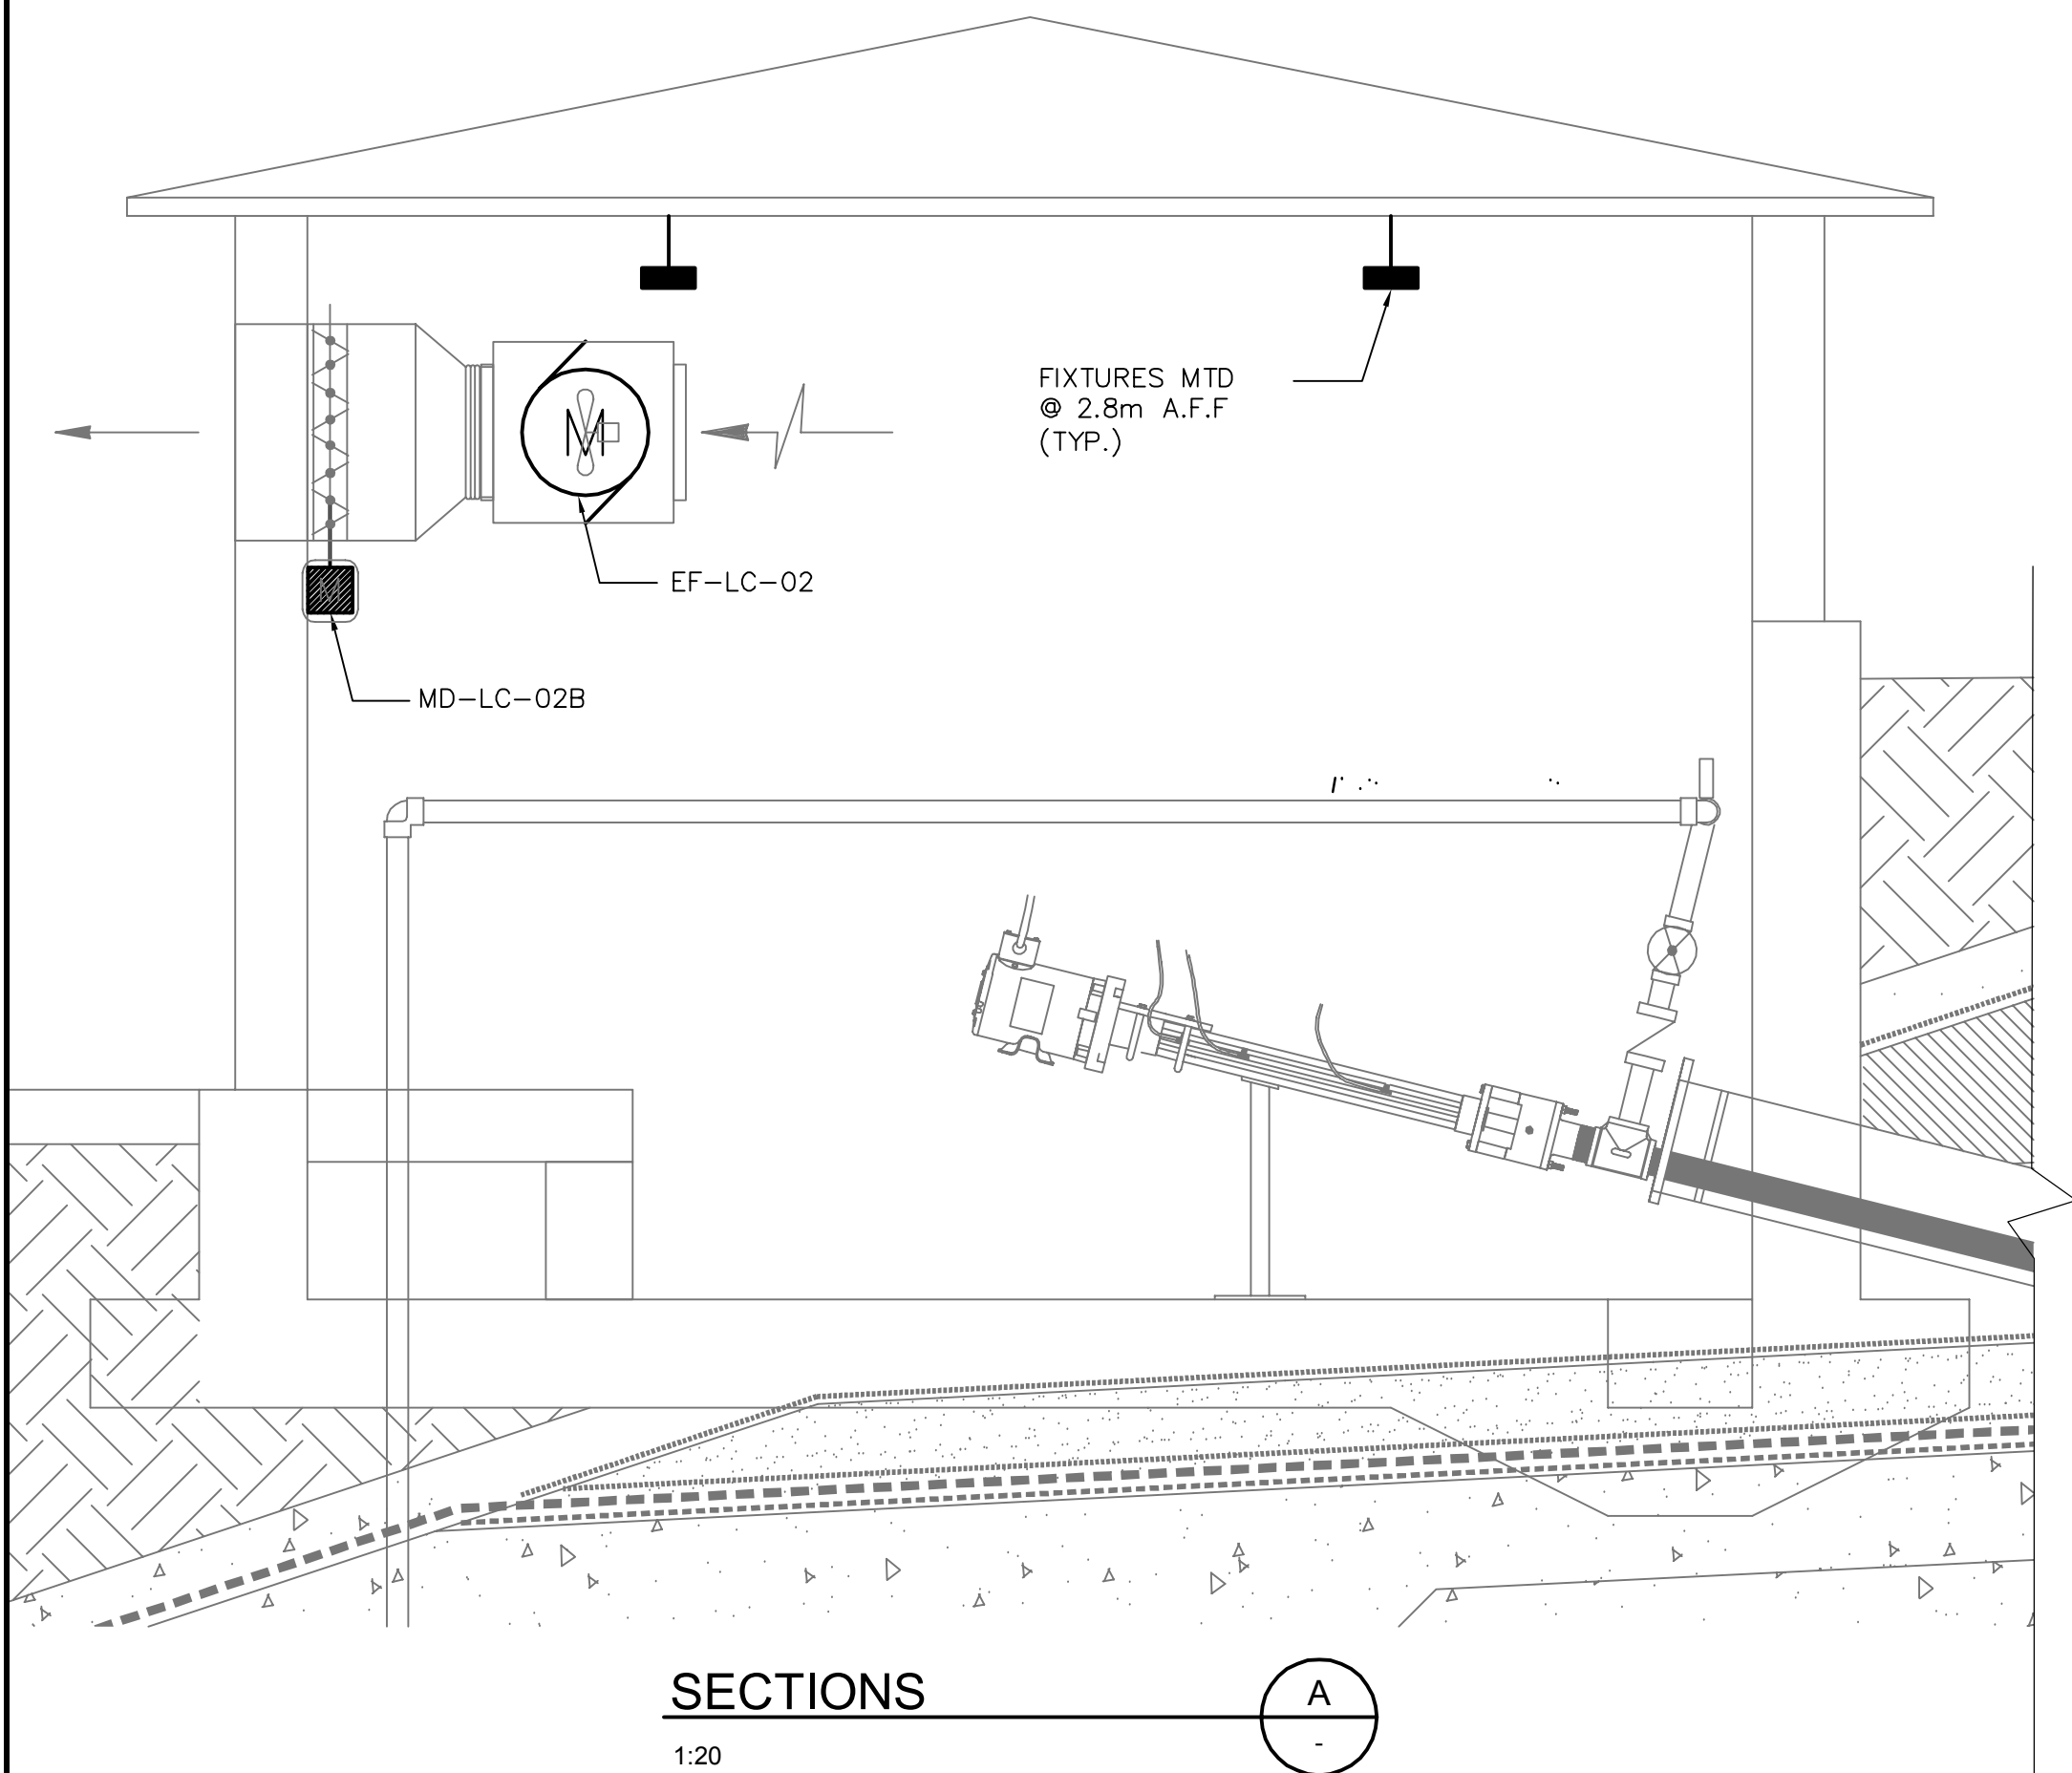 FIXTURES MTD
@ 2.8m A.F.F
(TYP.)
M
EF-LC-02
M
MD-LC-02B
SECTIONS
A
-
1:20